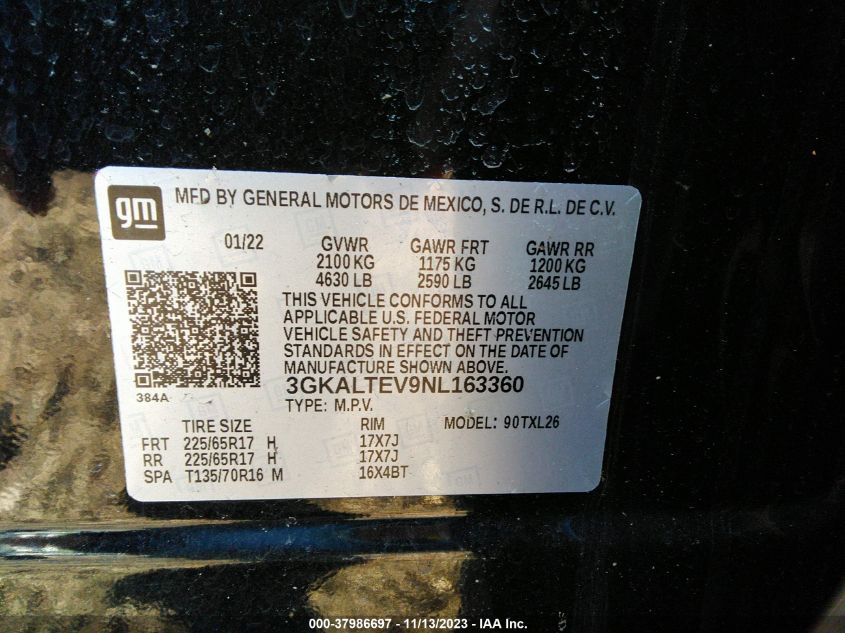 gm
MFD BY GENERAL MOTORS DE MEXICO, S. DE R.L. DE C.V.
01/22 GVWR GAWR FRT GAWR RR
2100 KG 1175 KG 1200 KG
4630 LB 2590 LB 2645 LB
THIS VEHICLE CONFORMS TO ALL
APPLICABLE U.S. FEDERAL MOTOR
VEHICLE SAFETY AND THEFT PREVENTION
STANDARDS IN EFFECT ON THE DATE OF
MANUFACTURE SHOWN ABOVE.
384A
3GKALTEV9NL163360
TYPE: M.P.V.
TIRE SIZE RIM MODEL: 90TXL26
FRT 225/65R17 H 17X7J
RR 225/65R17 H 17X7J
SPA T135/70R16 M 16X4BT
000-37986697 - 11/13/2023 - IAA Inc.